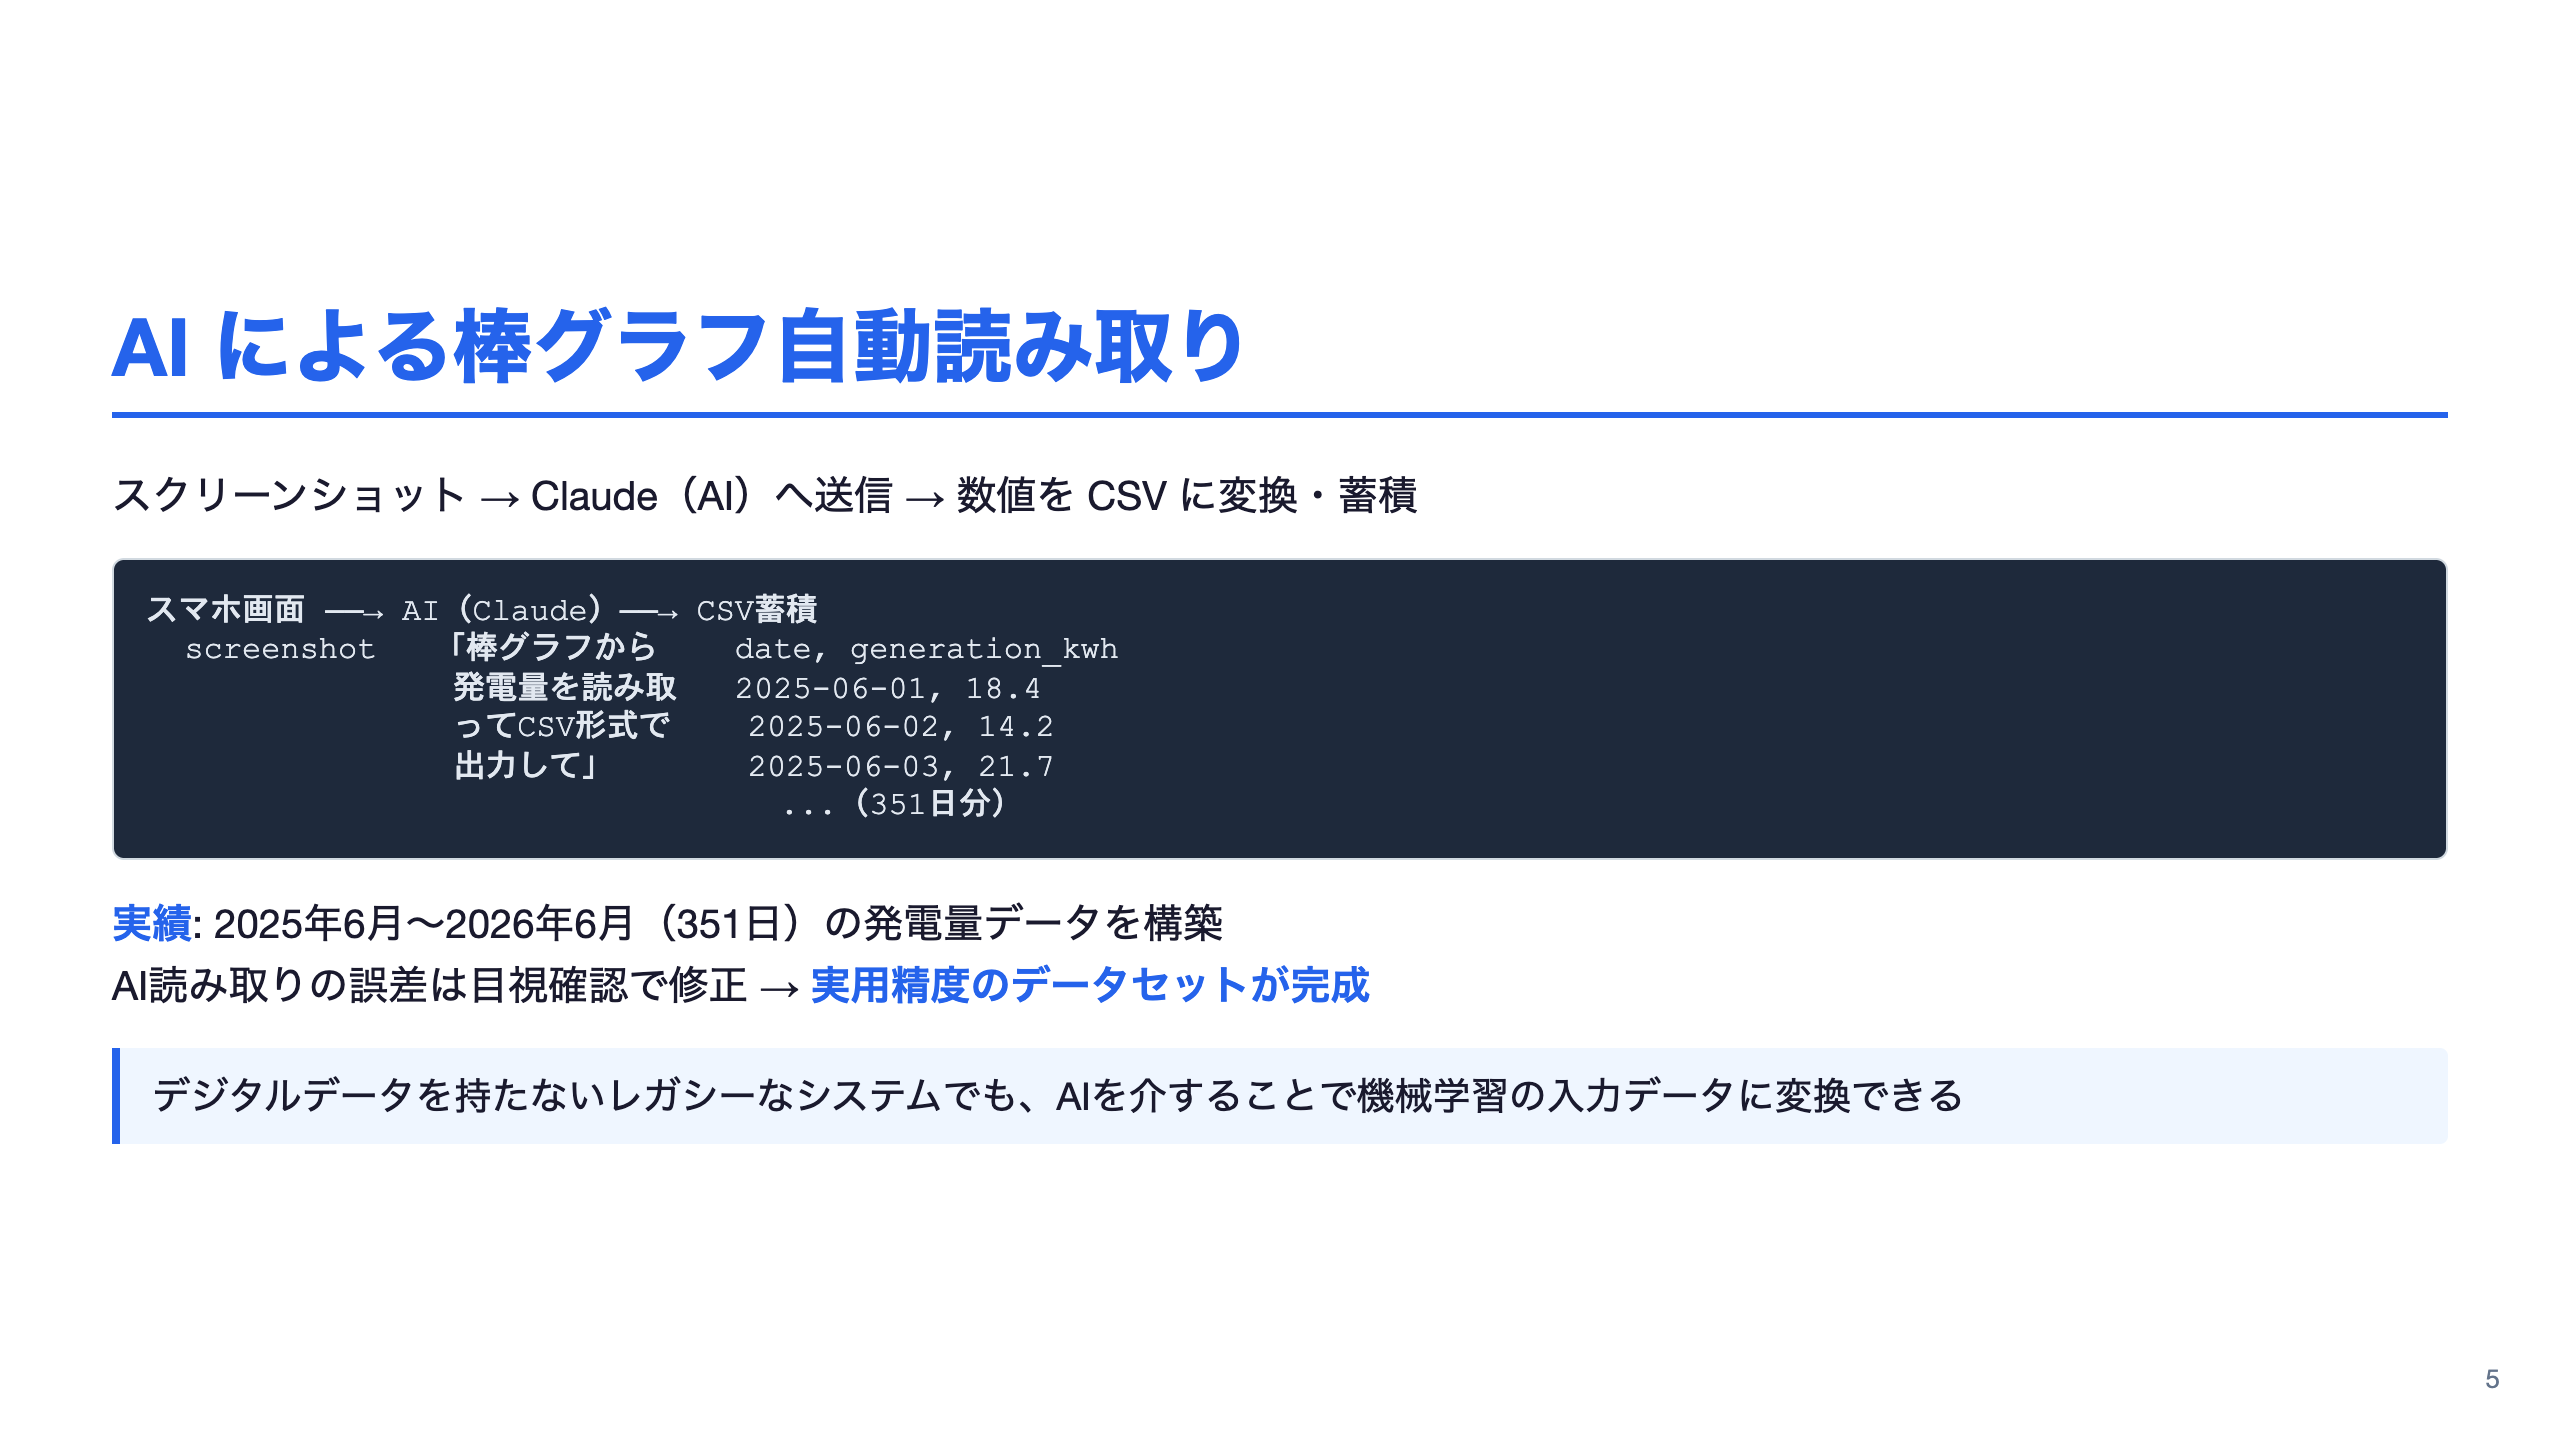 AI による棒グラフ自動読み取り
スクリーンショット → Claude（AI）へ送信 → 数値を CSV に変換・蓄積
スマホ画面 ──→ AI（Claude）──→ CSV蓄積
screenshot 「棒グラフから date, generation_kwh
発電量を読み取 2025-06-01, 18.4
ってCSV形式で 2025-06-02, 14.2
出力して」 2025-06-03, 21.7
...（351日分）
実績: 2025年6月〜2026年6月（351日）の発電量データを構築
AI読み取りの誤差は目視確認で修正 → 実用精度のデータセットが完成
デジタルデータを持たないレガシーなシステムでも、AIを介することで機械学習の入力データに変換できる
5